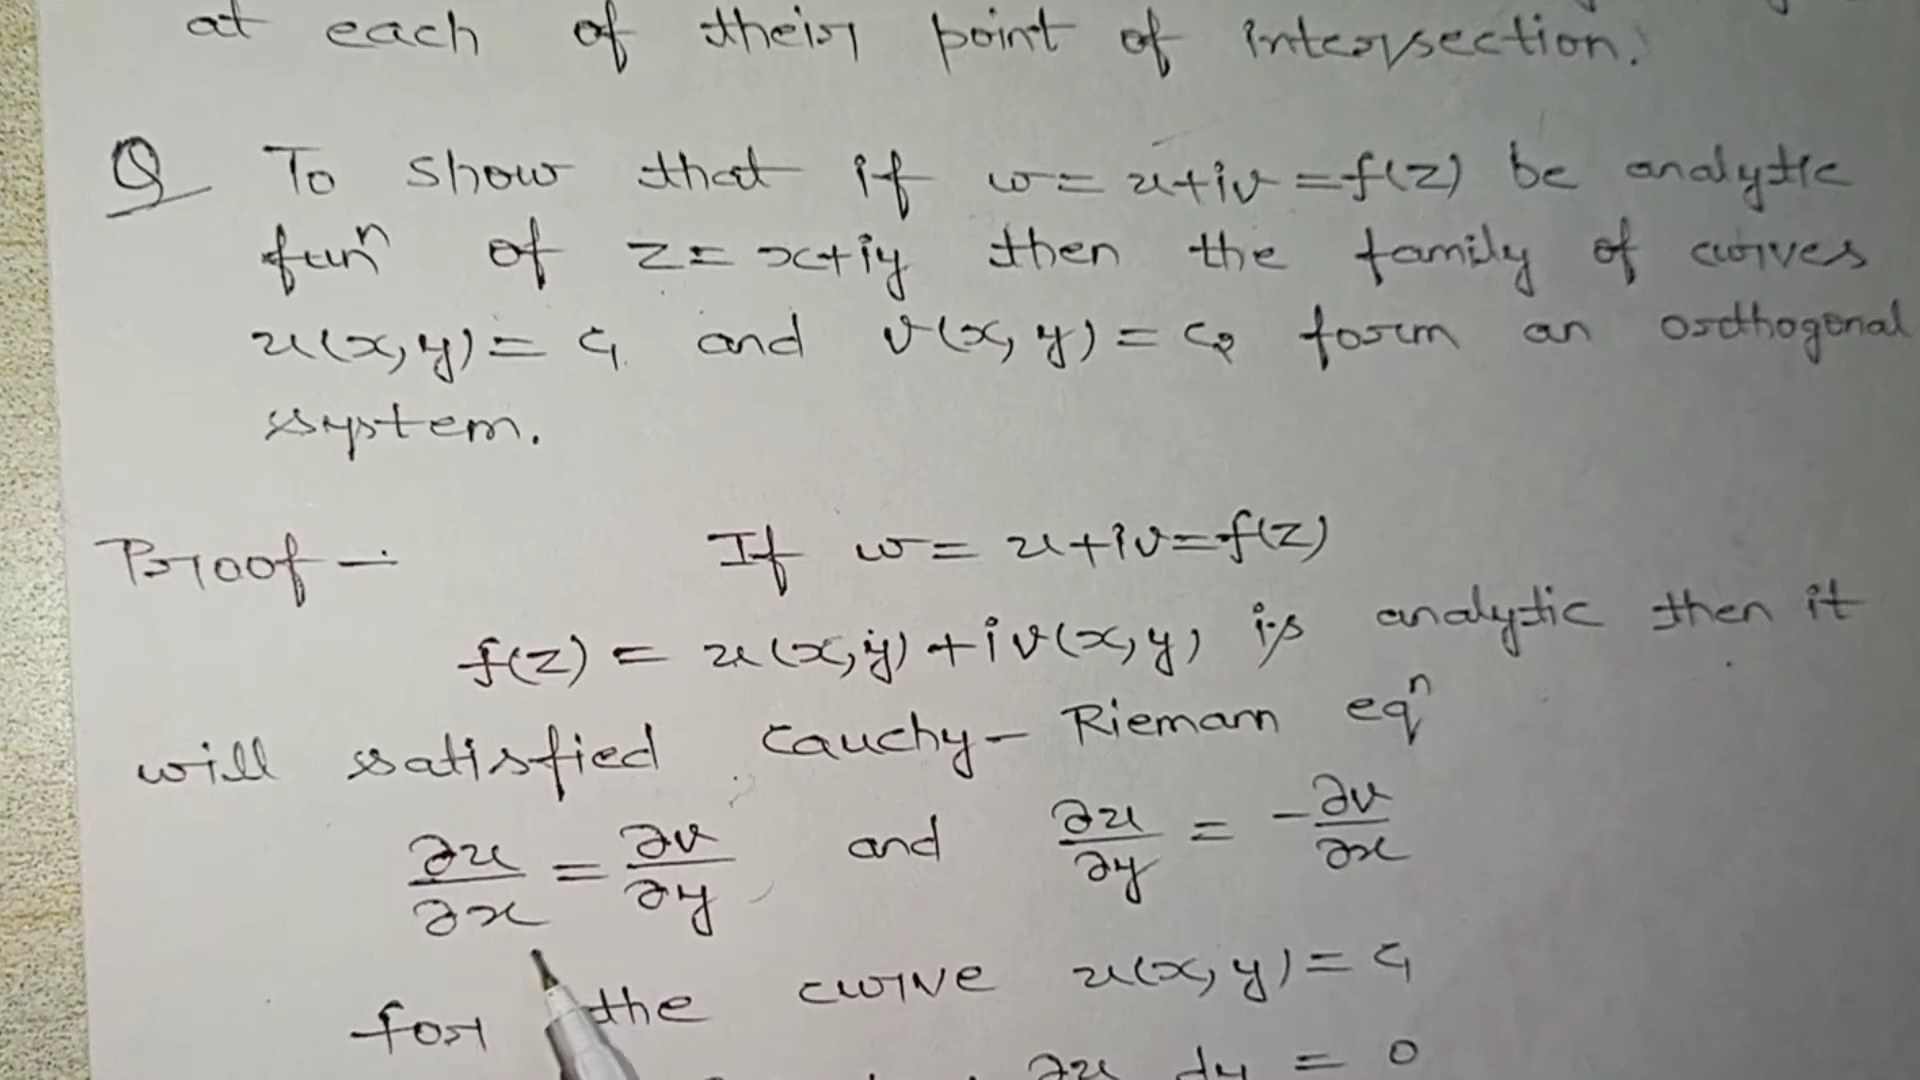 at each of their point of intersection.
Q To show that if w = u+iv = f(z) be analytic
funⁿ of z = x+iy then the family of curves
u(x,y) = c₁ and v(x,y) = c₂ form an orthogonal
system.
Proof – If w = u+iv = f(z)
f(z) = u(x,y) + iv(x,y) is analytic then it
will satisfied Cauchy – Riemann eqⁿ
∂u/∂x = ∂v/∂y and ∂u/∂y = -∂v/∂x
for the curve u(x,y) = c₁
∂u dy = 0